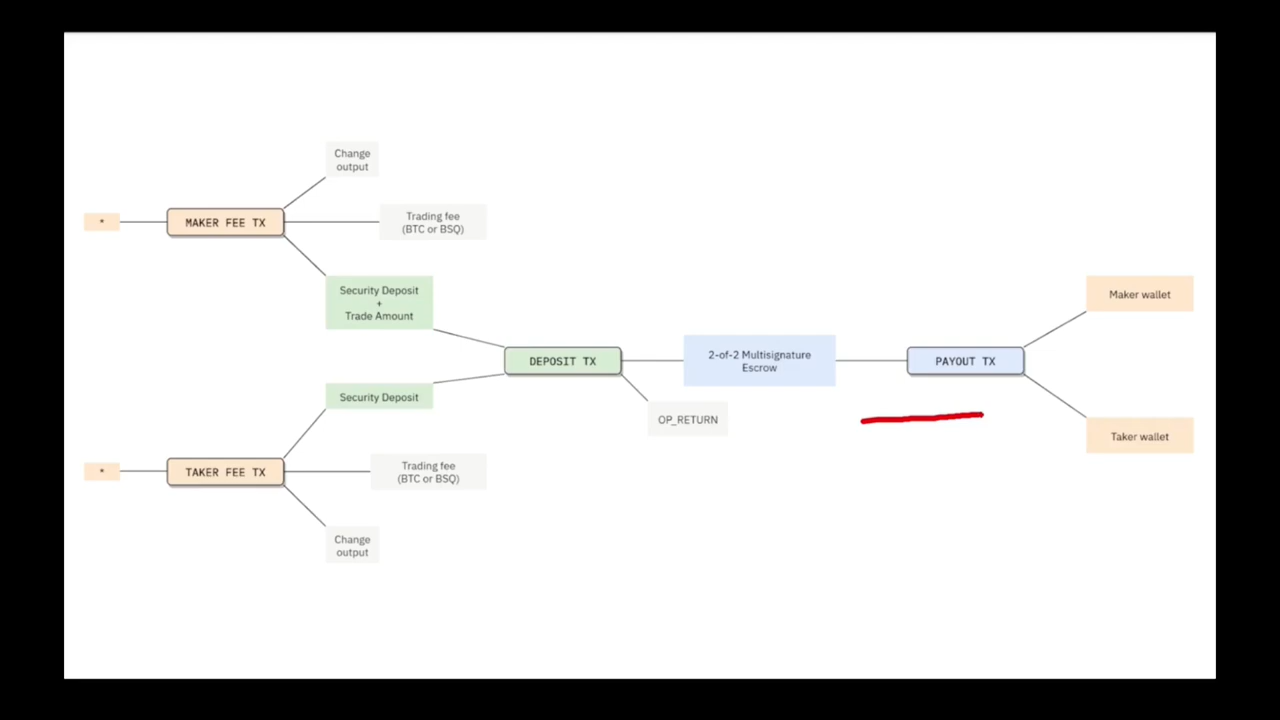 Change
output
*
MAKER FEE TX
Trading fee
(BTC or BSQ)
Security Deposit
+
Trade Amount
DEPOSIT TX
2-of-2 Multisignature
Escrow
PAYOUT TX
Maker wallet
Security Deposit
OP_RETURN
Taker wallet
*
TAKER FEE TX
Trading fee
(BTC or BSQ)
Change
output